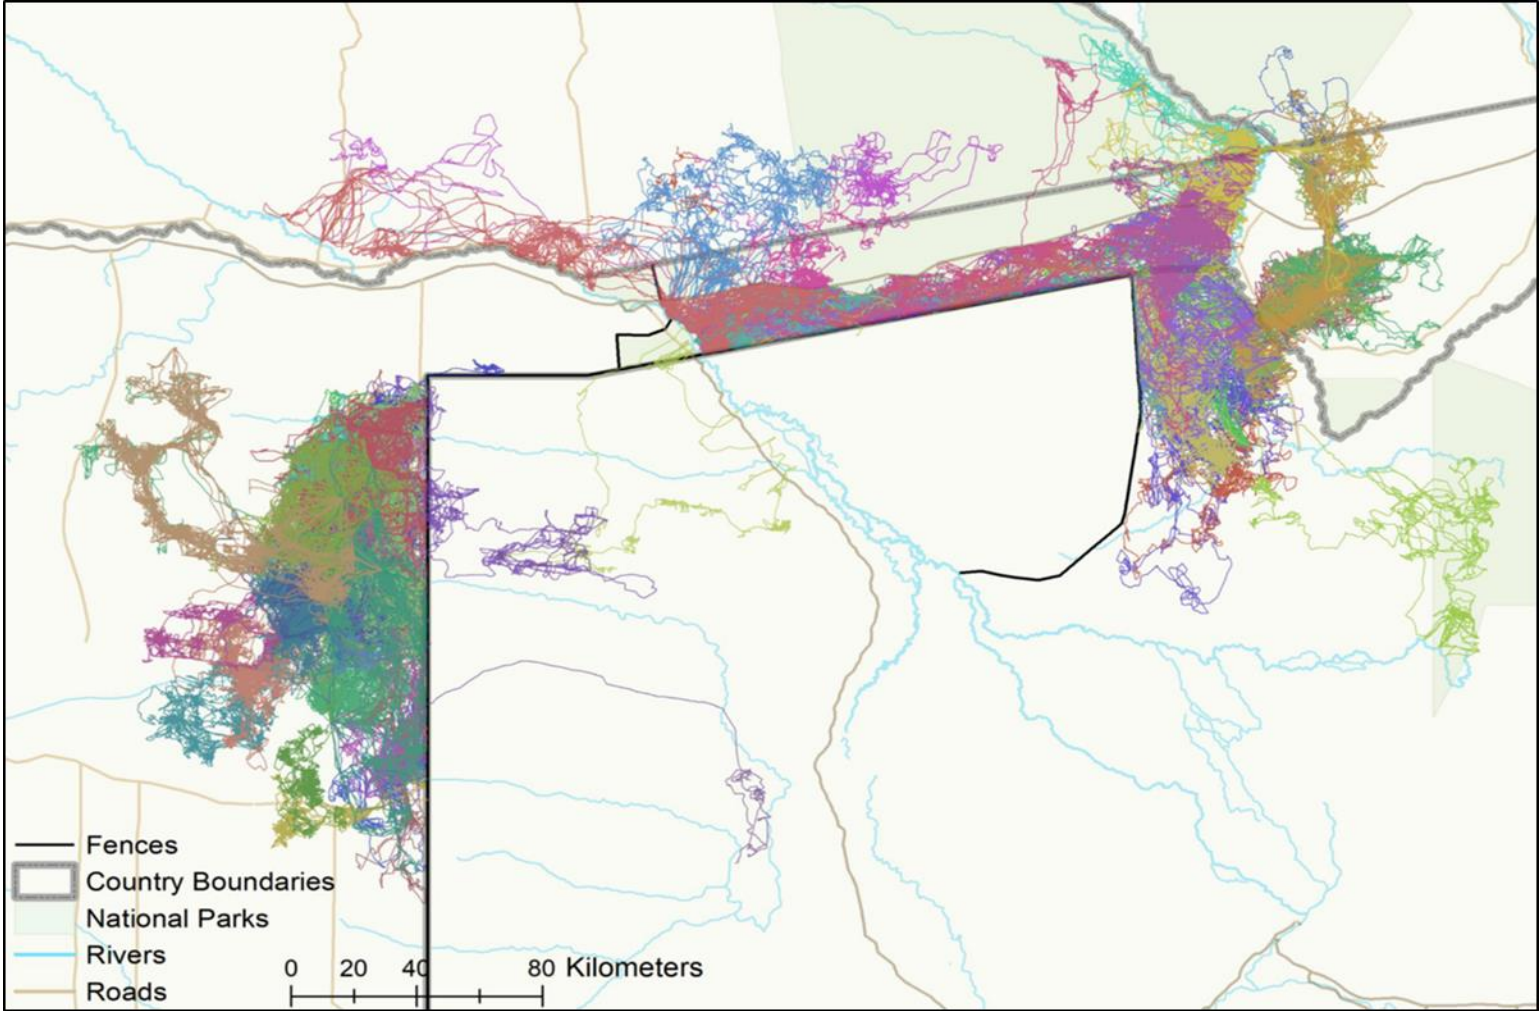 Fences
Country Boundaries
National Parks
Rivers
Roads
0 20 40 80 Kilometers